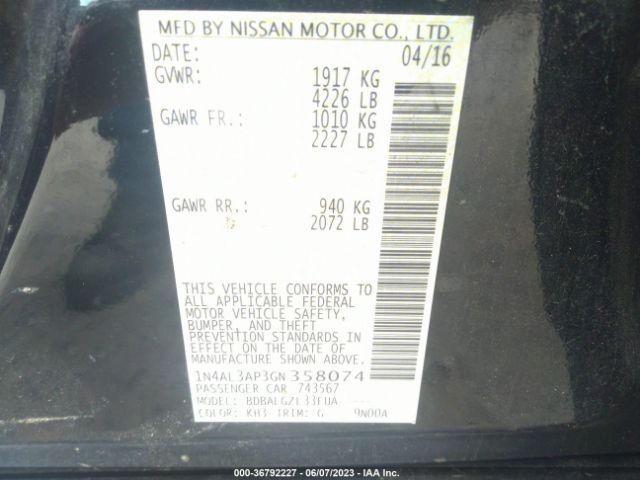 MFD BY NISSAN MOTOR CO., LTD.
DATE: 04/16
GVWR: 1917 KG
4226 LB
GAWR FR.: 1010 KG
2227 LB
GAWR RR.: 940 KG
2072 LB
THIS VEHICLE CONFORMS TO
ALL APPLICABLE FEDERAL
MOTOR VEHICLE SAFETY,
BUMPER, AND THEFT
PREVENTION STANDARDS IN
EFFECT ON THE DATE OF
MANUFACTURE SHOWN ABOVE.
1N4AL3AP3GN358074
PASSENGER CAR 743567
MODEL: BDBALGZL33EUA
COLOR: KH3 TRIM: G 9N00A
000-36792227 - 06/07/2023 - IAA Inc.